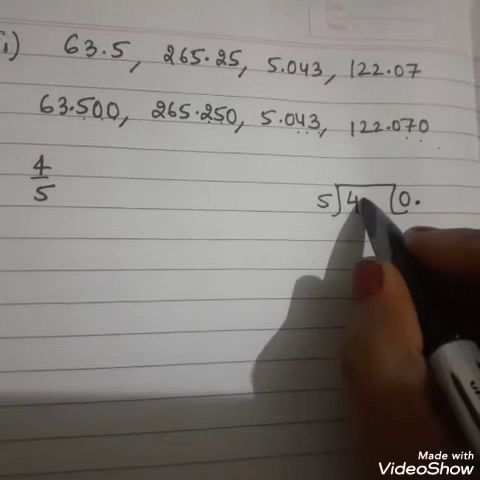 i) 63.5, 265.25, 5.043, 122.07
63.500, 265.250, 5.043, 122.070
4
5
5 4 0.
Made with
VideoShow